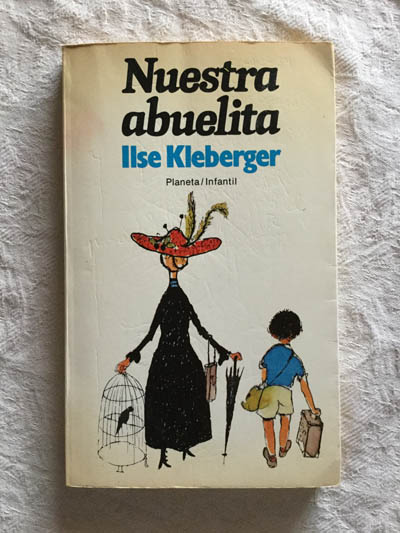 Nuestra
abuelita
Ilse Kleberger
Planeta/Infantil